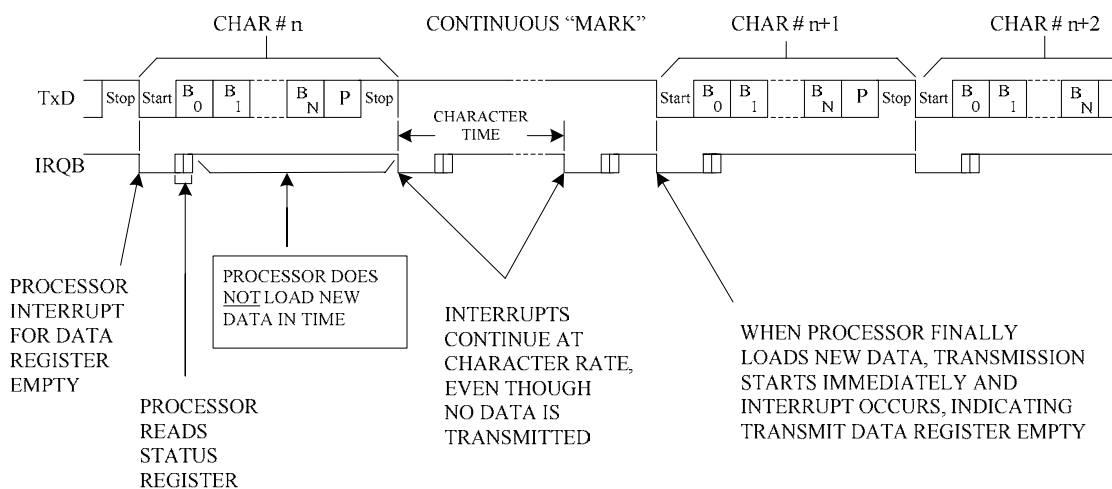 CHAR # n
CONTINUOUS “MARK”
CHAR # n+1
CHAR # n+2
TxD
Stop Start B0 B1 BN P Stop
Start B0 B1 BN P Stop Start B0 B1 BN
CHARACTER
TIME
IRQB
PROCESSOR
INTERRUPT
FOR DATA
REGISTER
EMPTY
PROCESSOR
READS
STATUS
REGISTER
PROCESSOR DOES
NOT LOAD NEW
DATA IN TIME
INTERRUPTS
CONTINUE AT
CHARACTER RATE,
EVEN THOUGH
NO DATA IS
TRANSMITTED
WHEN PROCESSOR FINALLY
LOADS NEW DATA, TRANSMISSION
STARTS IMMEDIATELY AND
INTERRUPT OCCURS, INDICATING
TRANSMIT DATA REGISTER EMPTY